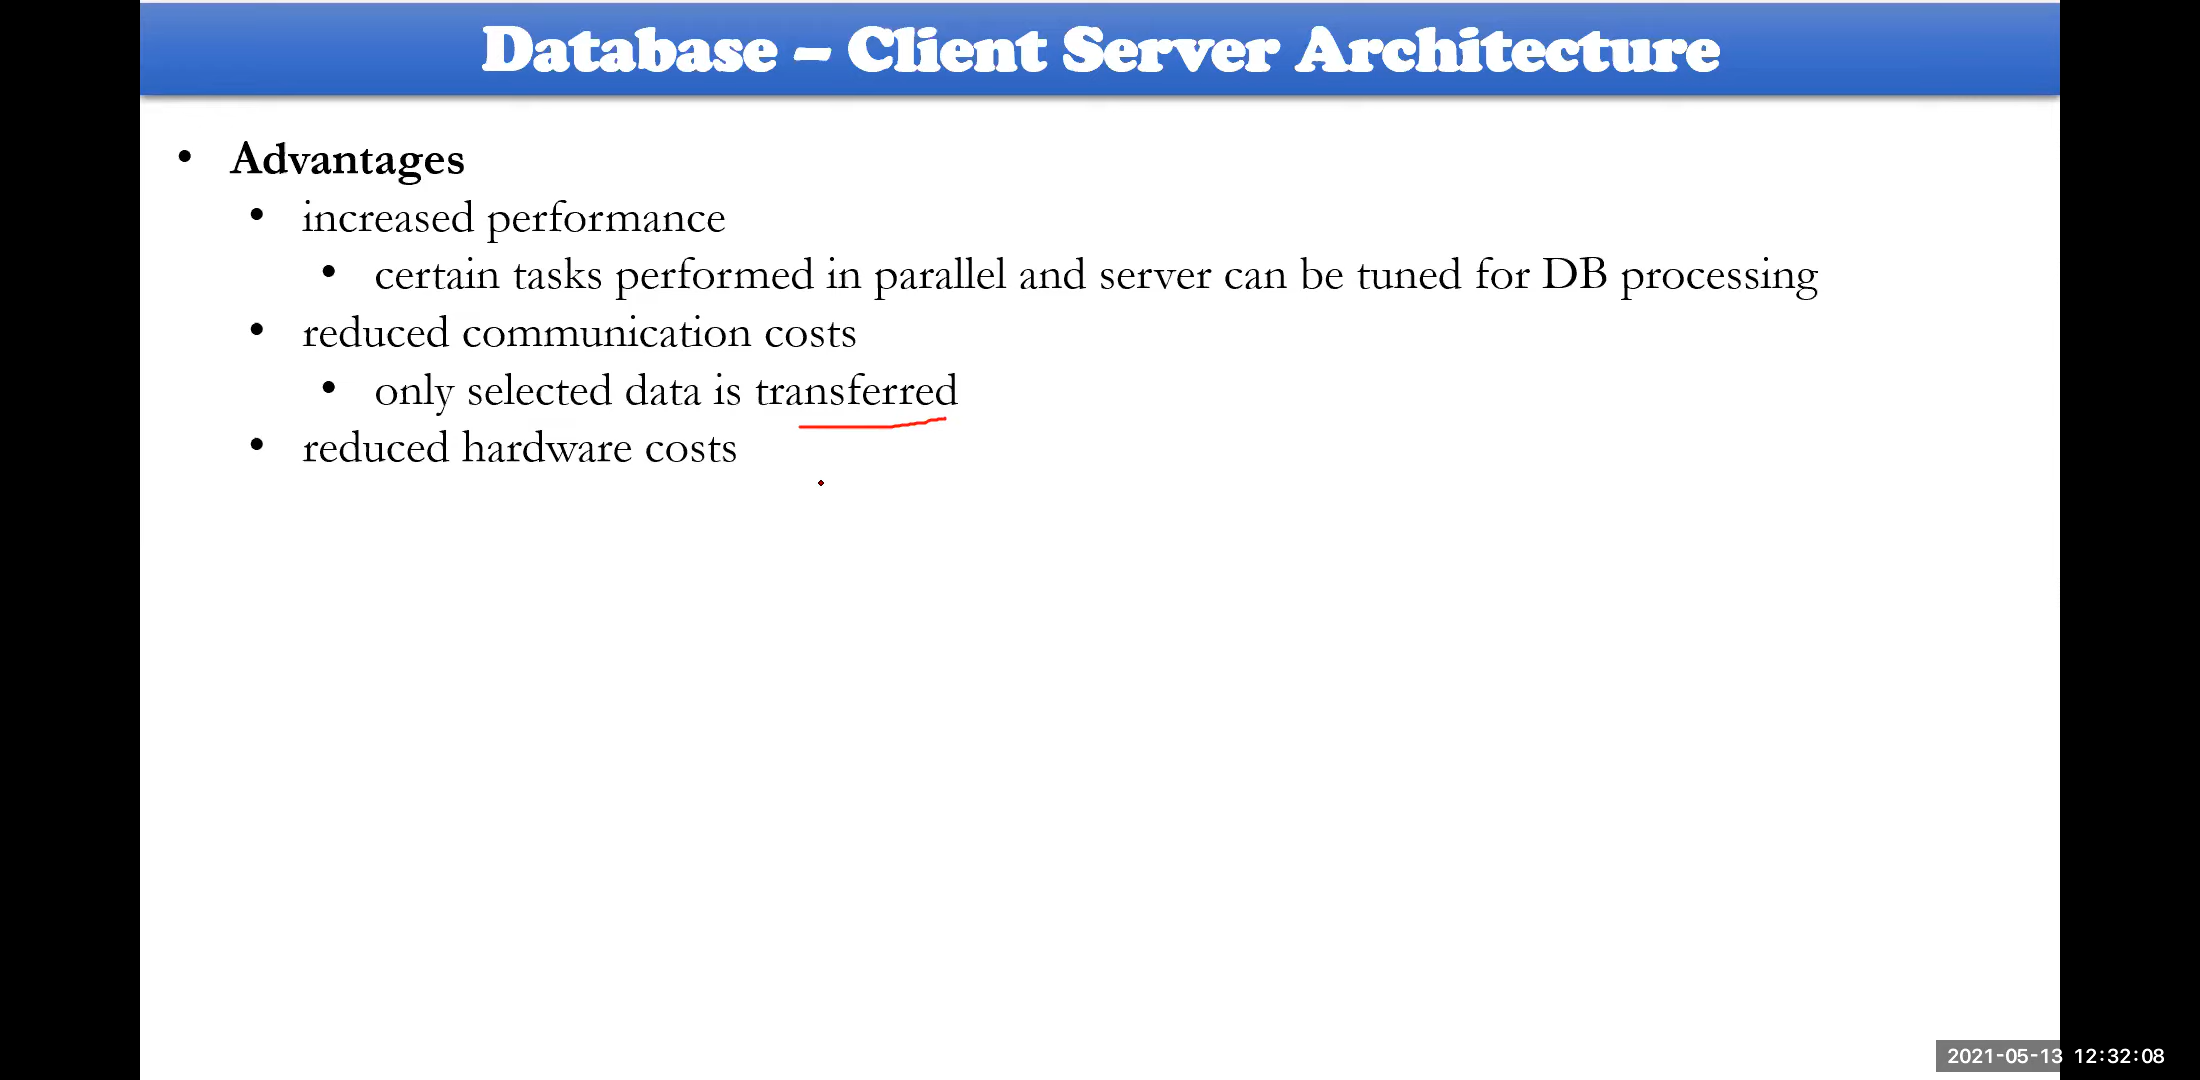 Database – Client Server Architecture
• Advantages
• increased performance
• certain tasks performed in parallel and server can be tuned for DB processing
• reduced communication costs
• only selected data is transferred
• reduced hardware costs
2021-05-13 12:32:08